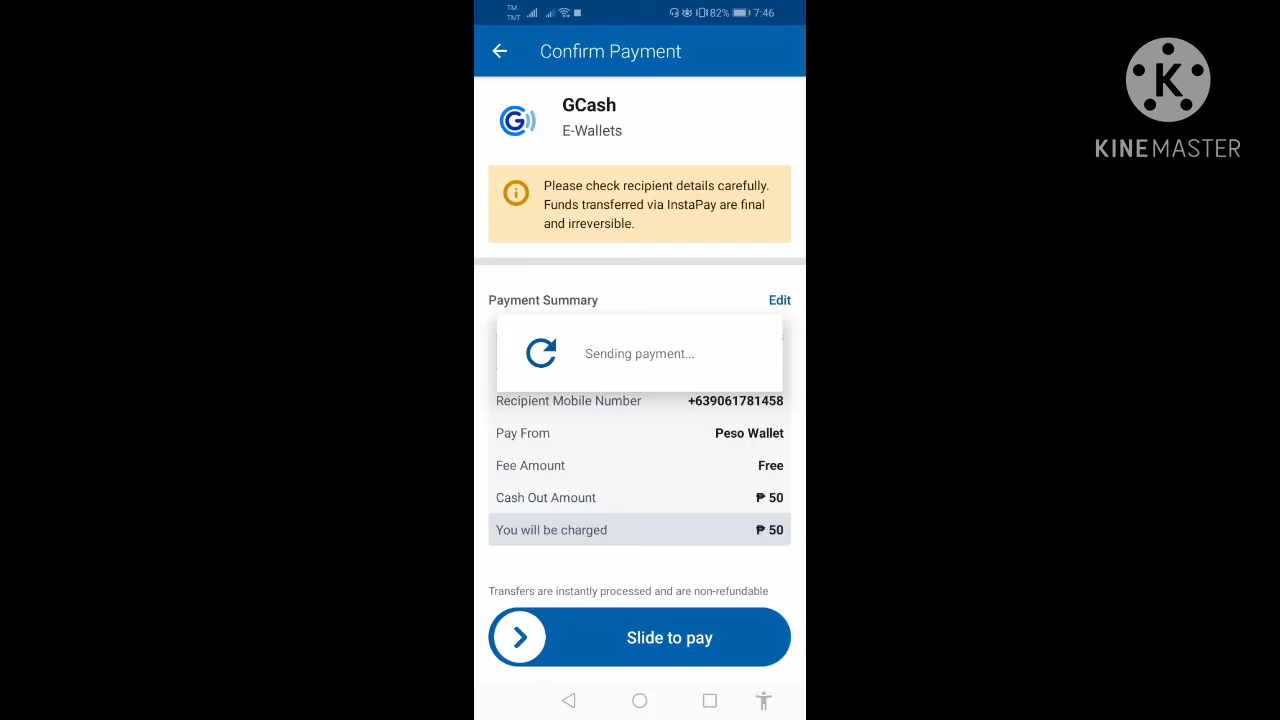 TM
TNT
82% 7:46
Confirm Payment
K
KINEMASTER
G
GCash
E-Wallets
Please check recipient details carefully.
Funds transferred via InstaPay are final
and irreversible.
Payment Summary Edit
Sending payment...
Recipient Mobile Number +639061781458
Pay From Peso Wallet
Fee Amount Free
Cash Out Amount ₱ 50
You will be charged ₱ 50
Transfers are instantly processed and are non-refundable
Slide to pay